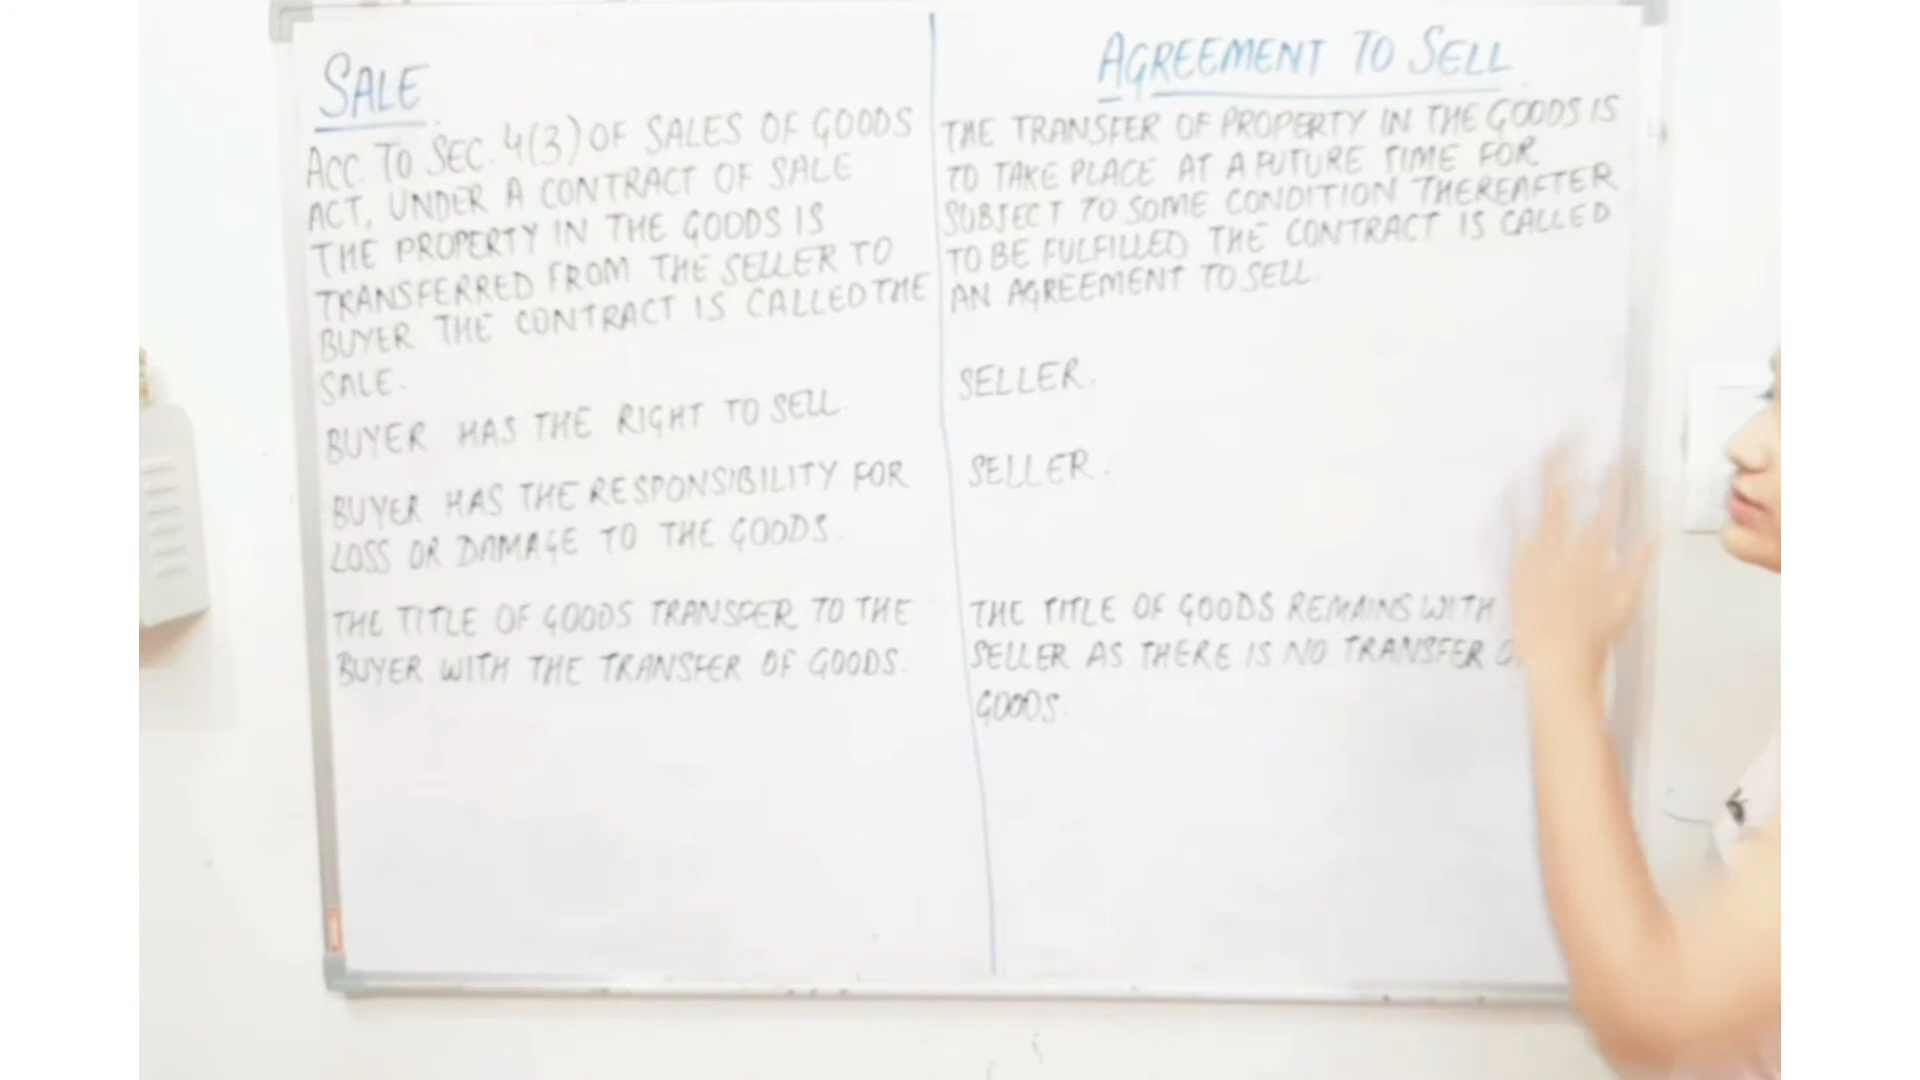 SALE
ACC. TO SEC. 4(3) OF SALES OF GOODS
ACT, UNDER A CONTRACT OF SALE
THE PROPERTY IN THE GOODS IS
TRANSFERRED FROM THE SELLER TO
BUYER THE CONTRACT IS CALLED THE
SALE.
BUYER HAS THE RIGHT TO SELL.
BUYER HAS THE RESPONSIBILITY FOR
LOSS OR DAMAGE TO THE GOODS.
THE TITLE OF GOODS TRANSFER TO THE
BUYER WITH THE TRANSFER OF GOODS.
AGREEMENT TO SELL
THE TRANSFER OF PROPERTY IN THE GOODS IS
TO TAKE PLACE AT A FUTURE TIME FOR
SUBJECT TO SOME CONDITION THEREAFTER
TO BE FULFILLED THE CONTRACT IS CALLED
AN AGREEMENT TO SELL.
SELLER.
SELLER.
THE TITLE OF GOODS REMAINS WITH
SELLER AS THERE IS NO TRANSFER
GOODS.